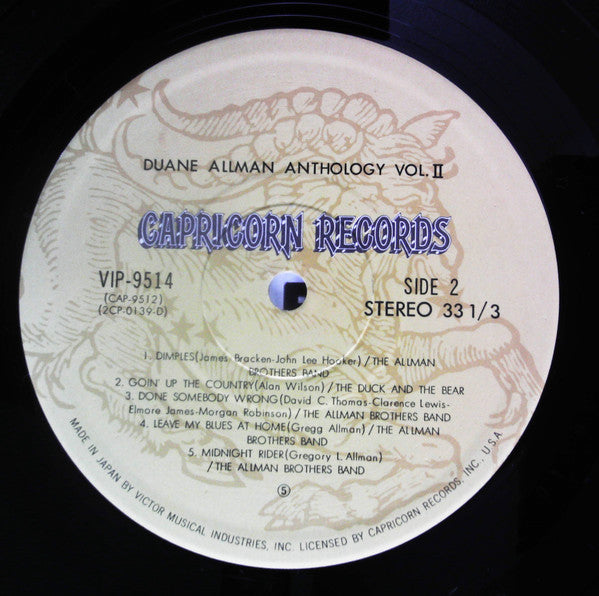 DUANE ALLMAN ANTHOLOGY VOL.II
CAPRICORN RECORDS
VIP-9514
(CAP-9512)
(2CP-0139-D)
SIDE 2
STEREO 33 1/3
1. DIMPLES(James Bracken-John Lee Hooker)/THE ALLMAN
BROTHERS BAND
2. GOIN' UP THE COUNTRY(Alan Wilson)/THE DUCK AND THE BEAR
3. DONE SOMEBODY WRONG(David C. Thomas-Clarence Lewis-
Elmore James-Morgan Robinson)/THE ALLMAN BROTHERS BAND
4. LEAVE MY BLUES AT HOME(Gregg Allman)/THE ALLMAN
BROTHERS BAND
5. MIDNIGHT RIDER(Gregory L Allman)
/THE ALLMAN BROTHERS BAND
⑤
MADE IN JAPAN BY VICTOR MUSICAL INDUSTRIES, INC. LICENSED BY CAPRICORN RECORDS, INC., U.S.A.